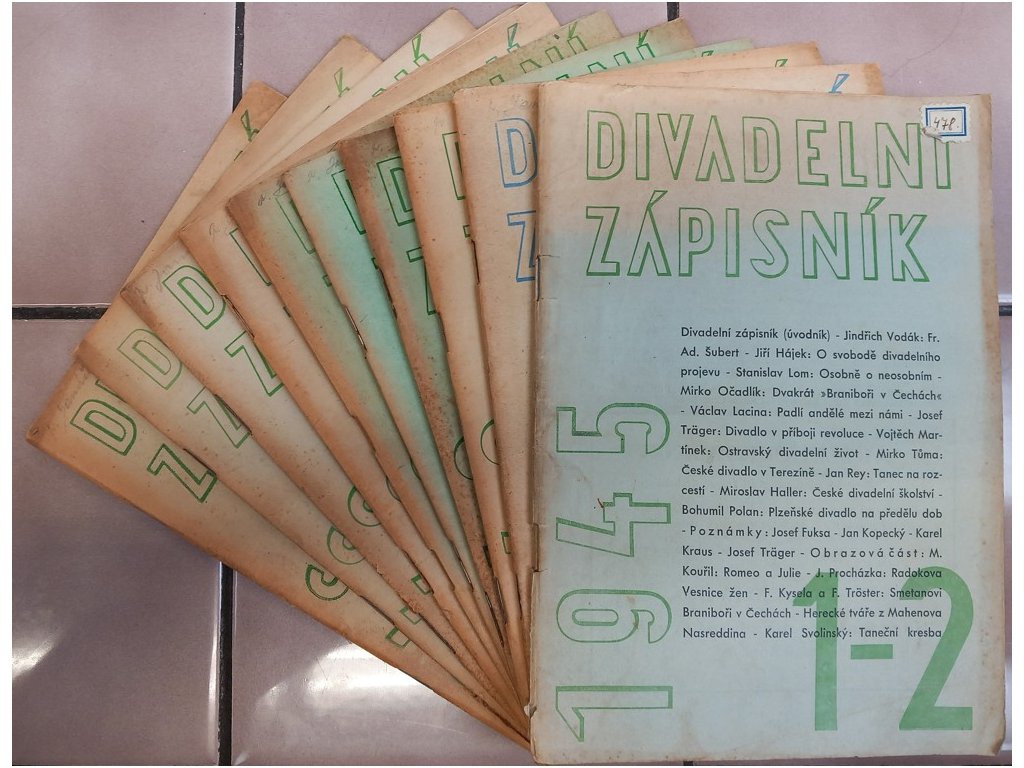 DIVADELNÍ
ZÁPISNÍK
478.
Divadelní zápisník (úvodník) - Jindřich Vodák: Fr.
Ad. Šubert - Jiří Hájek: O svobodě divadelního
projevu - Stanislav Lom: Osobně o neosobním -
Mirko Očadlík: Dvakrát »Braniboři v Čechách«
- Václav Lacina: Padlí andělé mezi námi - Josef
Träger: Divadlo v příboji revoluce - Vojtěch Mar-
tínek: Ostravský divadelní život - Mirko Tůma:
České divadlo v Terezíně - Jan Rey: Tanec na roz-
cestí - Miroslav Haller: České divadelní školství -
Bohumil Polan: Plzeňské divadlo na předělu dob
- Poznámky: Josef Fuksa - Jan Kopecký - Karel
Kraus - Josef Träger - Obrazová část: M.
Kouřil: Romeo a Julie - J. Procházka: Radokova
Vesnice žen - F. Kysela a F. Tröster: Smetanovi
Braniboři v Čechách - Herecké tváře z Mahenova
Nasreddina - Karel Svolinský: Taneční kresba
1945
1-2
D
Z
D
Z
D
Z
D
Z